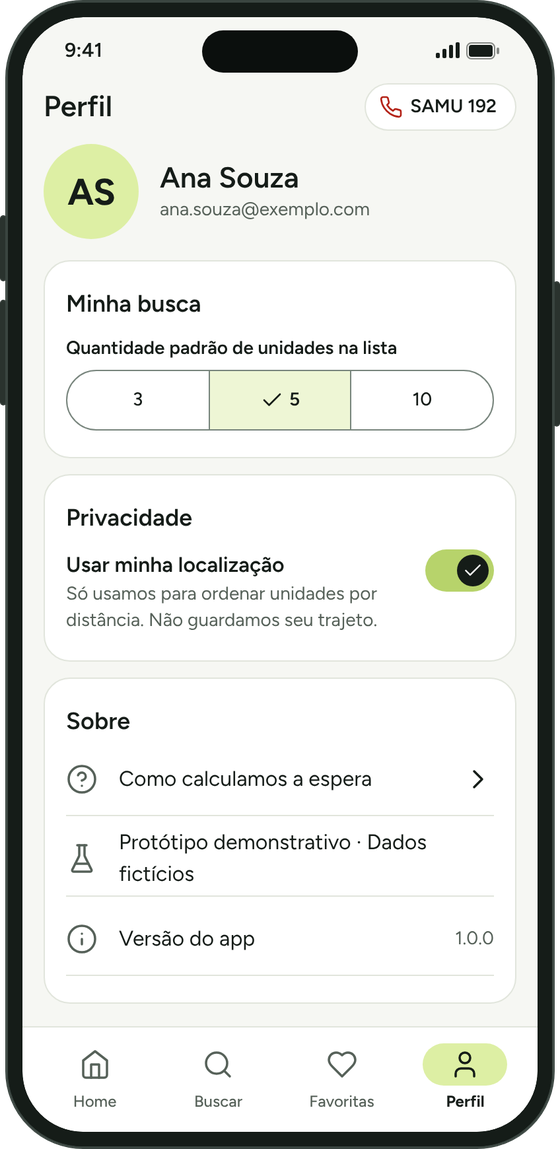 9:41
Perfil
SAMU 192
AS
Ana Souza
ana.souza@exemplo.com
Minha busca
Quantidade padrão de unidades na lista
3
5
10
Privacidade
Usar minha localização
Só usamos para ordenar unidades por
distância. Não guardamos seu trajeto.
Sobre
Como calculamos a espera
Protótipo demonstrativo · Dados
fictícios
Versão do app
1.0.0
Home
Buscar
Favoritas
Perfil